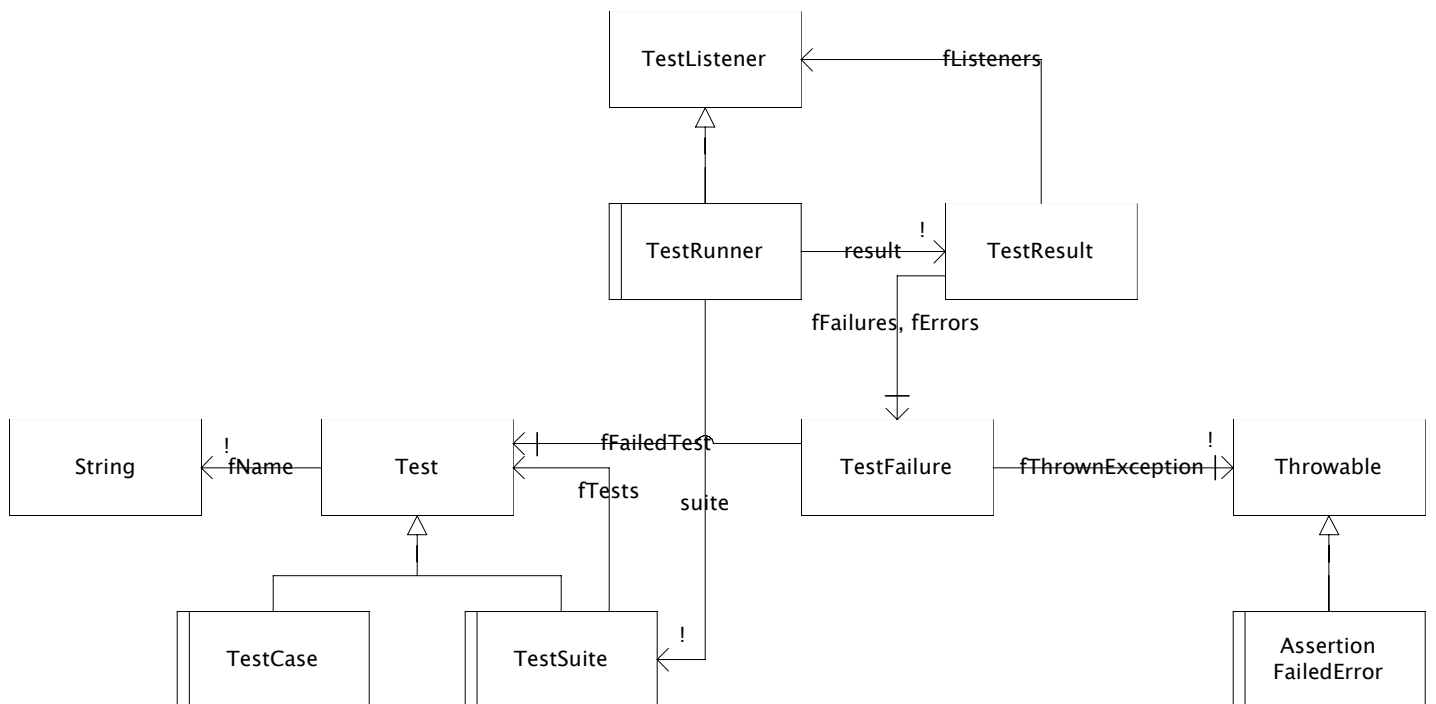 TestListener
fListeners
TestRunner
result
!
TestResult
fFailures, fErrors
String
!
fName
Test
fFailedTest
fTests
suite
TestFailure
fThrownException
!
Throwable
TestCase
TestSuite
!
Assertion
FailedError